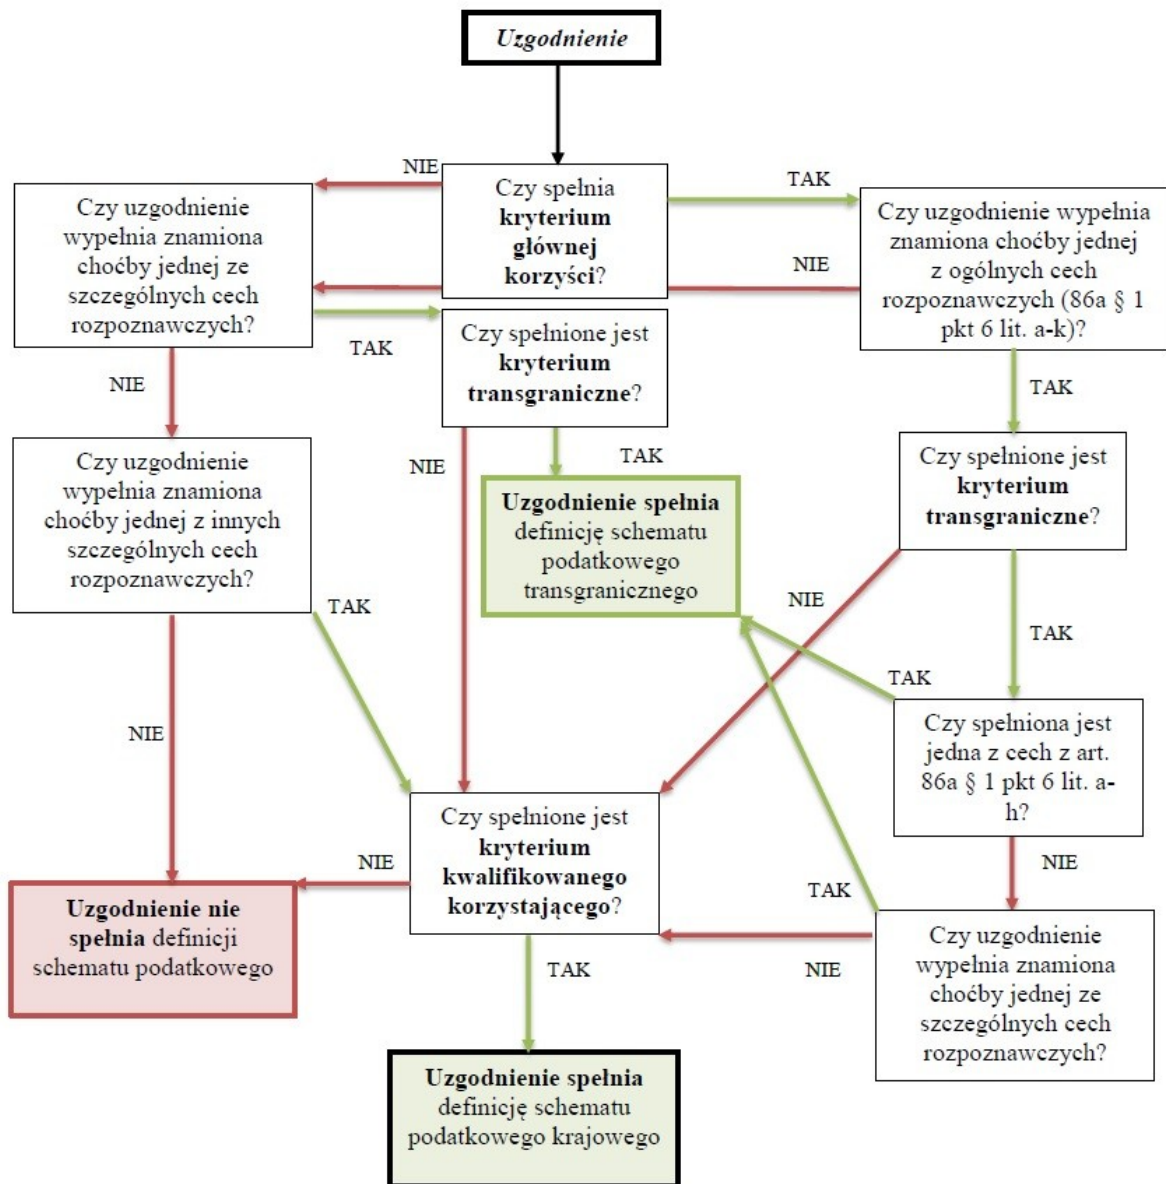 Uzgodnienie
NIE
Czy spełnia
kryterium
głównej
korzyści?
TAK
Czy uzgodnienie
wypełnia znamiona
choćby jednej ze
szczególnych cech
rozpoznawczych?
Czy uzgodnienie wypełnia
znamiona choćby jednej
z ogólnych cech
rozpoznawczych (86a § 1
pkt 6 lit. a-k)?
NIE
TAK
Czy spełnione jest
kryterium
transgraniczne?
NIE
TAK
Czy uzgodnienie
wypełnia znamiona
choćby jednej z innych
szczególnych cech
rozpoznawczych?
NIE
TAK
Czy spełnione jest
kryterium
transgraniczne?
Uzgodnienie spełnia
definicję schematu
podatkowego
transgranicznego
TAK
NIE
TAK
TAK
NIE
Czy spełniona jest
jedna z cech z art.
86a § 1 pkt 6 lit. a-
h?
Czy spełnione jest
kryterium
kwalifikowanego
korzystającego?
NIE
NIE
TAK
Uzgodnienie nie
spełnia definicji
schematu podatkowego
Czy uzgodnienie
wypełnia znamiona
choćby jednej ze
szczególnych cech
rozpoznawczych?
TAK
NIE
Uzgodnienie spełnia
definicję schematu
podatkowego krajowego